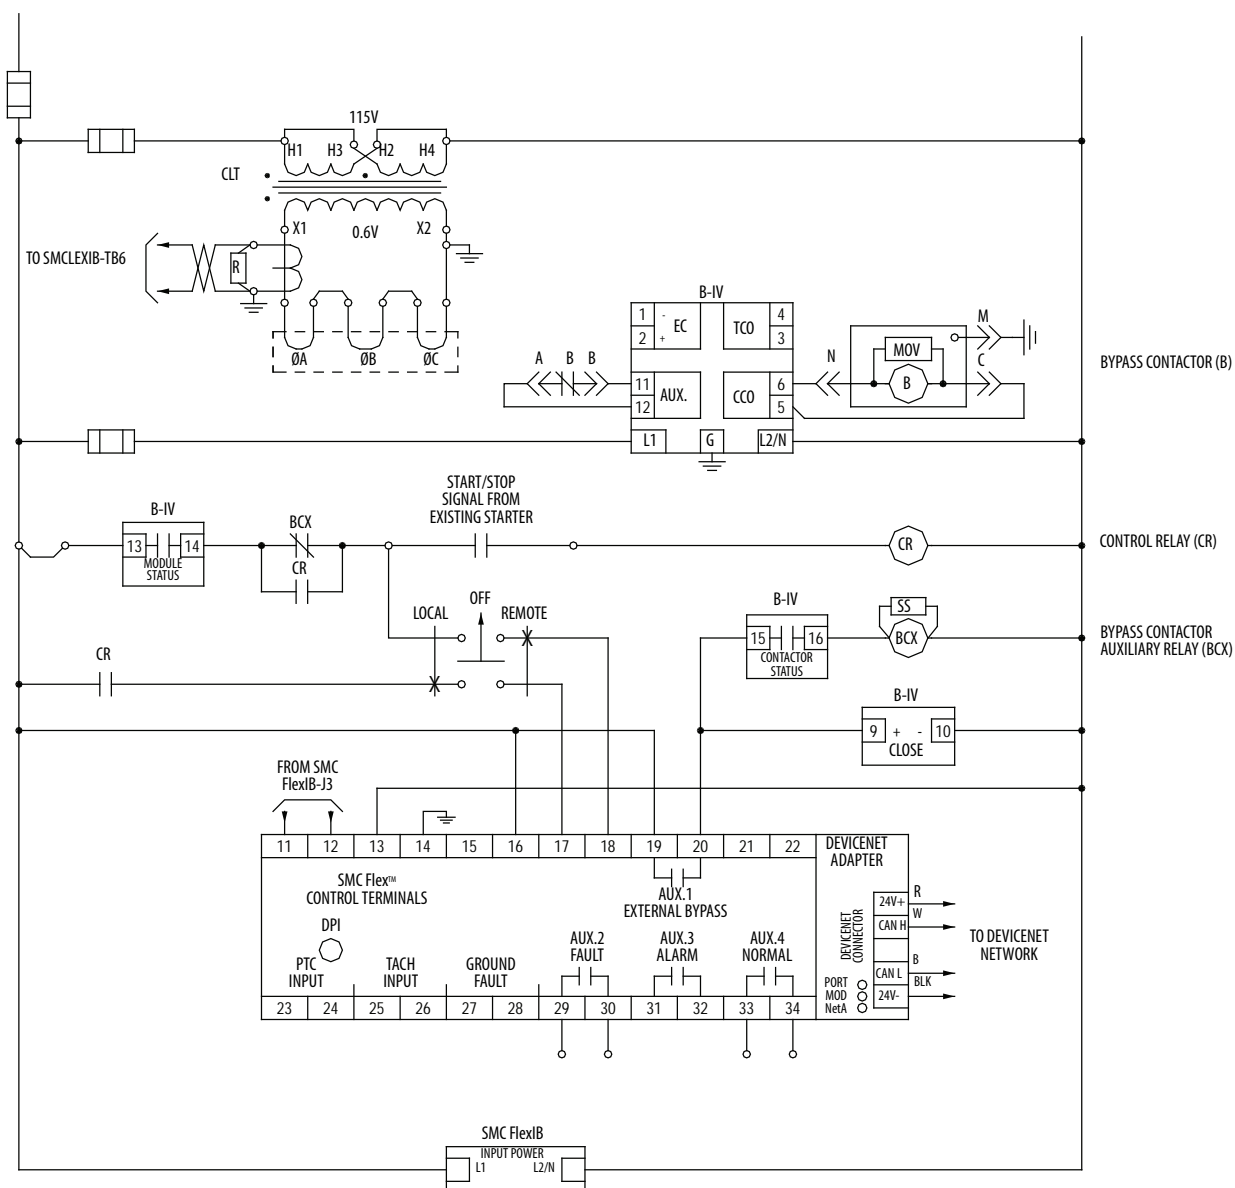 115V
H1 H3 H2 H4
CLT
X1 0.6V X2
TO SMCLEXIB-TB6
R
ØA ØB ØC
B-IV
1 - EC TCO 4
2 + 3
M
MOV
A B B
N
C
BYPASS CONTACTOR (B)
11 AUX. CCO 6
B
12 5
L1 G L2/N
START/STOP
SIGNAL FROM
EXISTING STARTER
B-IV
BCX
13 14
MODULE
STATUS
CR
CR
CONTROL RELAY (CR)
LOCAL OFF REMOTE
B-IV
SS
15 16
CONTACTOR
STATUS
BCX
BYPASS CONTACTOR
AUXILIARY RELAY (BCX)
CR
B-IV
9 + - 10
CLOSE
FROM SMC
FlexIB-J3
11 12 13 14 15 16 17 18 19 20 21 22
DEVICENET
ADAPTER
SMC Flex™
CONTROL TERMINALS
AUX.1
EXTERNAL BYPASS
DPI
PTC
INPUT
TACH
INPUT
GROUND
FAULT
AUX.2
FAULT
AUX.3
ALARM
AUX.4
NORMAL
DEVICENET
CONNECTOR
24V+ R
CAN H W
CAN L B
24V- BLK
TO DEVICENET
NETWORK
PORT
MOD
NetA
23 24 25 26 27 28 29 30 31 32 33 34
SMC FlexIB
INPUT POWER
L1 L2/N